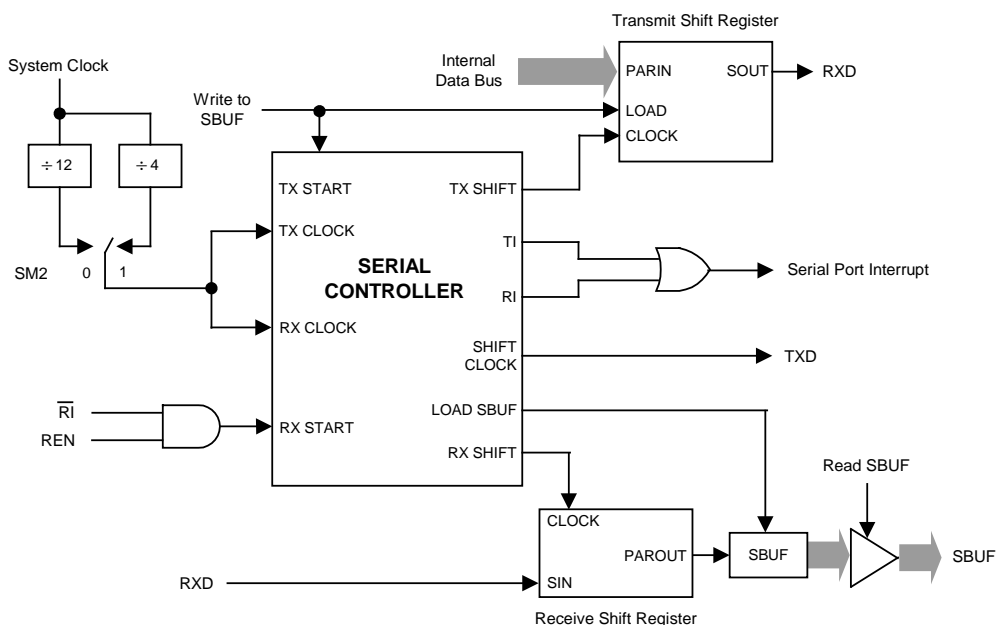 Transmit Shift Register
System Clock
Internal
Data Bus
PARIN
SOUT
RXD
Write to
SBUF
LOAD
CLOCK
÷ 12
÷ 4
TX START
TX SHIFT
TX CLOCK
TI
SERIAL
CONTROLLER
Serial Port Interrupt
SM2
0
1
RI
RX CLOCK
SHIFT
CLOCK
TXD
RI
REN
RX START
LOAD SBUF
RX SHIFT
Read SBUF
CLOCK
PAROUT
SBUF
SBUF
RXD
SIN
Receive Shift Register